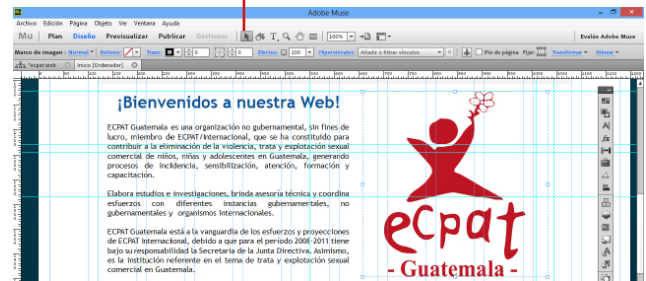 Adobe Muse
Archivo Edición Página Objeto Ver Ventana Ayuda
Mu Plan Diseño Previsualizar Publicar Gestionar T 100% Evalúe Adobe Muse
Marco de imagen : Normal Relleno: Trazo: 0 0 Efectos: 100 Hipervínculos: Añadir o filtrar vínculos Pie de página Fijar Transformar Alinear
*ecpat web Inicio [Ordenador]
¡Bienvenidos a nuestra Web!
ECPAT Guatemala es una organización no gubernamental, sin fines de
lucro, miembro de ECPAT/Internacional, que se ha constituido para
contribuir a la eliminación de la violencia, trata y explotación sexual
comercial de niños, niñas y adolescentes en Guatemala, generando
procesos de incidencia, sensibilización, atención, formación y
capacitación.
Elabora estudios e investigaciones, brinda asesoría técnica y coordina
esfuerzos con diferentes instancias gubernamentales, no
gubernamentales y organismos internacionales.
ECPAT Guatemala está a la vanguardia de los esfuerzos y proyecciones
de ECPAT Internacional, debido a que para el período 2008-2011 tiene
bajo su responsabilidad la Secretaria de la Junta Directiva. Asimismo,
es la institución referente en el tema de trata y explotación sexual
comercial en Guatemala.
ecpat
- Guatemala -